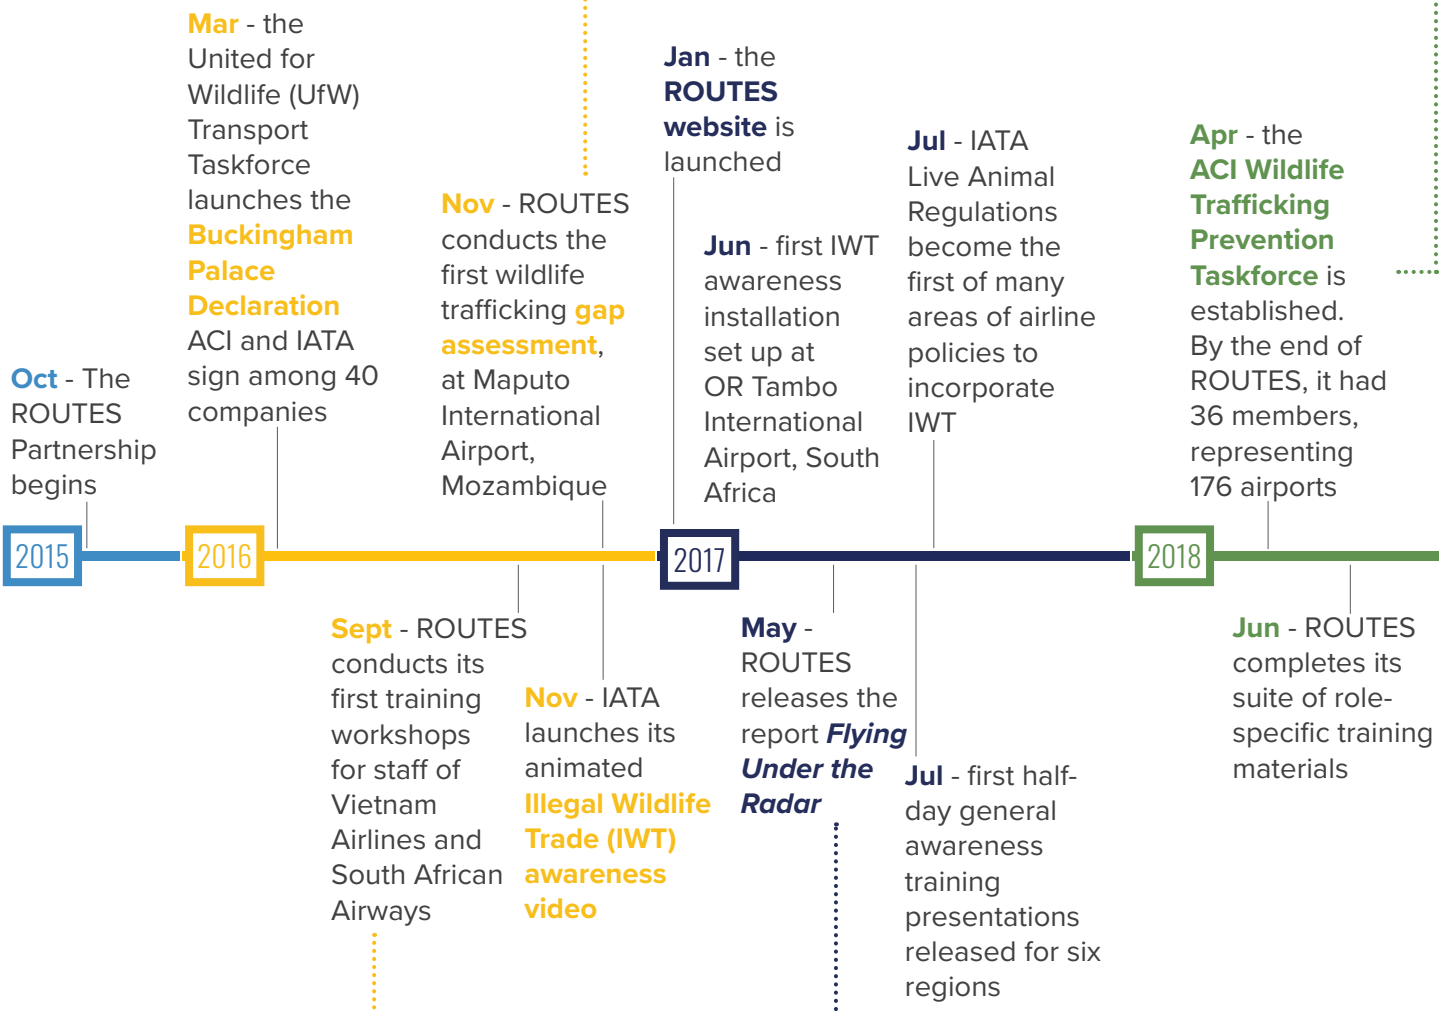 Oct - The
ROUTES
Partnership
begins
Mar - the
United for
Wildlife (UfW)
Transport
Taskforce
launches the
Buckingham
Palace
Declaration
ACI and IATA
sign among 40
companies
Nov - ROUTES
conducts the
first wildlife
trafficking gap
assessment,
at Maputo
International
Airport,
Mozambique
Jan - the
ROUTES
website is
launched
Jun - first IWT
awareness
installation
set up at
OR Tambo
International
Airport, South
Africa
Jul - IATA
Live Animal
Regulations
become the
first of many
areas of airline
policies to
incorporate
IWT
Apr - the
ACI Wildlife
Trafficking
Prevention
Taskforce is
established.
By the end of
ROUTES, it had
36 members,
representing
176 airports
2015
2016
2017
2018
Sept - ROUTES
conducts its
first training
workshops
for staff of
Vietnam
Airlines and
South African
Airways
Nov - IATA
launches its
animated
Illegal Wildlife
Trade (IWT)
awareness
video
May -
ROUTES
releases the
report Flying
Under the
Radar
Jul - first half-
day general
awareness
training
presentations
released for six
regions
Jun - ROUTES
completes its
suite of role-
specific training
materials